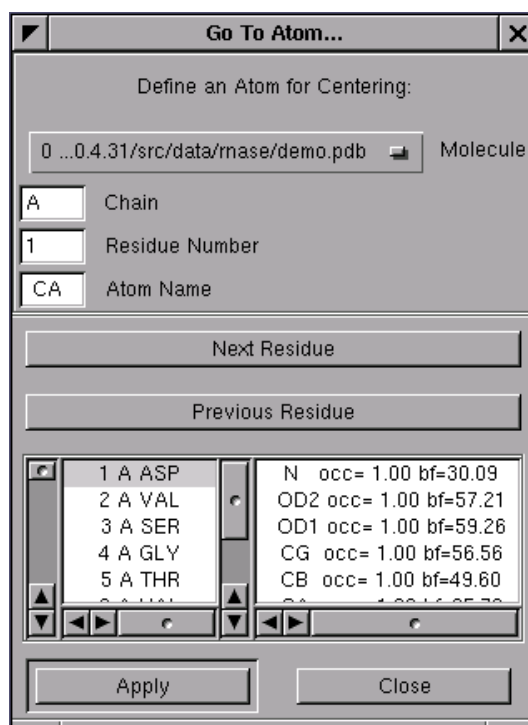 Go To Atom...
Define an Atom for Centering:
0 ...0.4.31/src/data/rnase/demo.pdb Molecule
A Chain
1 Residue Number
CA Atom Name
Next Residue
Previous Residue
1 A ASP N occ= 1.00 bf=30.09
2 A VAL OD2 occ= 1.00 bf=57.21
3 A SER OD1 occ= 1.00 bf=59.26
4 A GLY CG occ= 1.00 bf=56.56
5 A THR CB occ= 1.00 bf=49.60
Apply Close